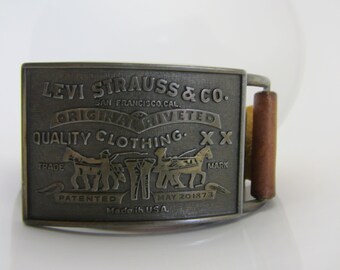 LEVI STRAUSS & CO.
SAN FRANCISCO, CAL.
ORIGINAL RIVETED
QUALITY CLOTHING. XX
TRADE MARK
PATENTED MAY 20 1873
Made in U.S.A.